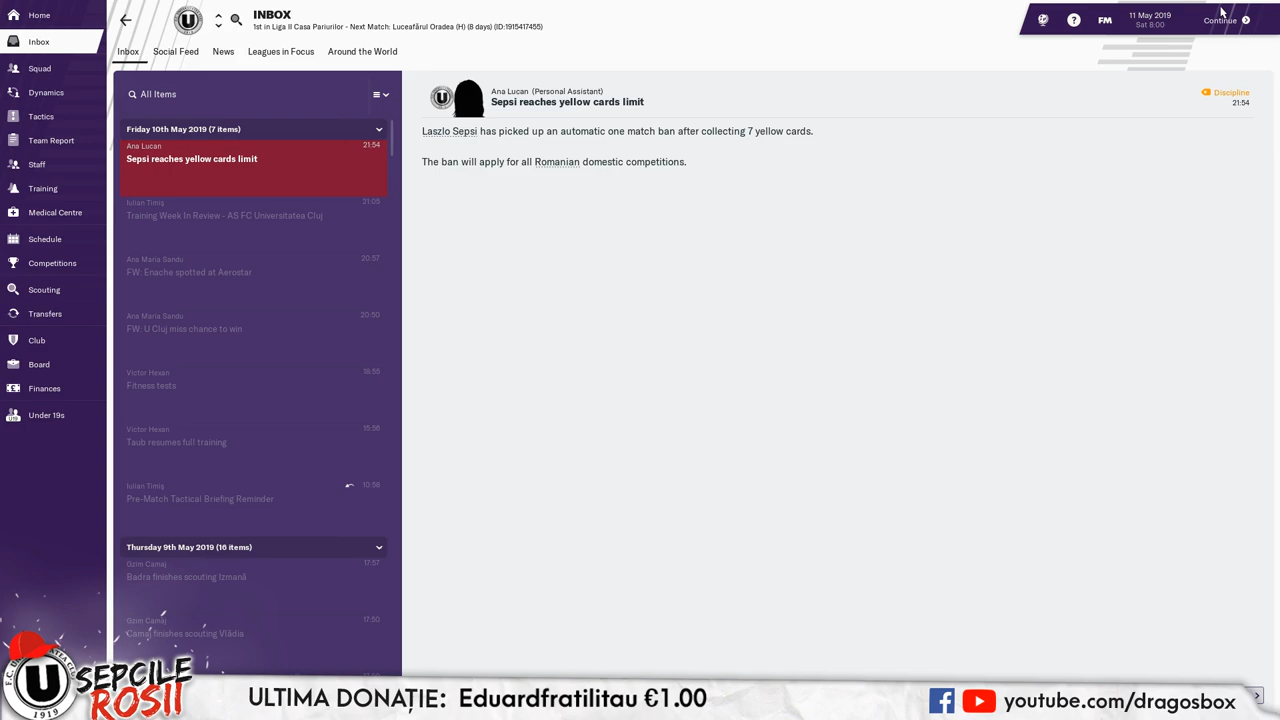 Home
Inbox
Squad
Dynamics
Tactics
Team Report
Staff
Training
Medical Centre
Schedule
Competitions
Scouting
Transfers
Club
Board
Finances
Under 19s
INBOX
1st in Liga II Casa Pariurilor - Next Match: Luceafărul Oradea (H) (8 days) (ID:1915417455)
FM
11 May 2019
Sat 8:00
Continue
Inbox Social Feed News Leagues in Focus Around the World
All Items
Friday 10th May 2019 (7 items)
Ana Lucan 21:54
Sepsi reaches yellow cards limit
Iulian Timiș 21:05
Training Week In Review - AS FC Universitatea Cluj
Ana Maria Sandu 20:57
FW: Enache spotted at Aerostar
Ana Maria Sandu 20:50
FW: U Cluj miss chance to win
Victor Hexan 18:55
Fitness tests
Victor Hexan 15:56
Taub resumes full training
Iulian Timiș 10:58
Pre-Match Tactical Briefing Reminder
Thursday 9th May 2019 (16 items)
Gzim Camaj 17:57
Badra finishes scouting Izmană
Gzim Camaj 17:50
Camaj finishes scouting Vlădia
Ana Lucan (Personal Assistant)
Sepsi reaches yellow cards limit
Discipline
21:54
Laszlo Sepsi has picked up an automatic one match ban after collecting 7 yellow cards.
The ban will apply for all Romanian domestic competitions.
U
1919
SEPCILE
ROSII
ULTIMA DONAȚIE: Eduardfratilitau €1.00
youtube.com/dragosbox